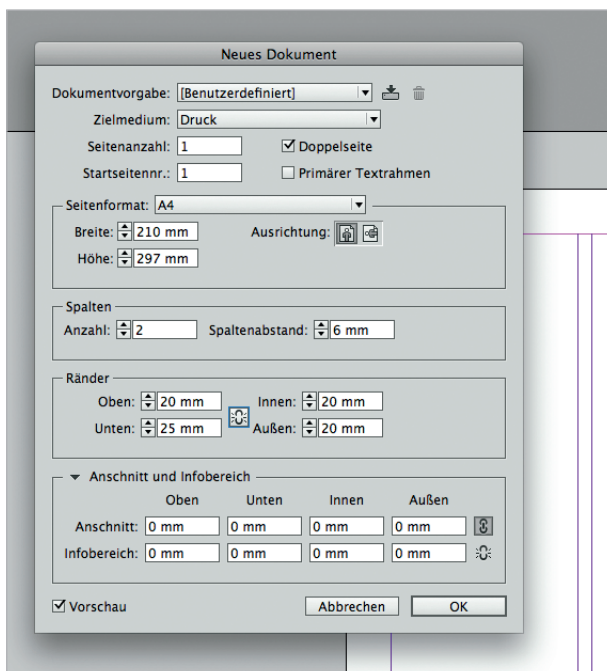 Neues Dokument
Dokumentvorgabe: [Benutzerdefiniert]
Zielmedium: Druck
Seitenanzahl: 1 Doppelseite
Startseitennr.: 1 Primärer Textrahmen
Seitenformat: A4
Breite: 210 mm Ausrichtung:
Höhe: 297 mm
Spalten
Anzahl: 2 Spaltenabstand: 6 mm
Ränder
Oben: 20 mm Innen: 20 mm
Unten: 25 mm Außen: 20 mm
Anschnitt und Infobereich
Oben Unten Innen Außen
Anschnitt: 0 mm 0 mm 0 mm 0 mm
Infobereich: 0 mm 0 mm 0 mm 0 mm
Vorschau Abbrechen OK